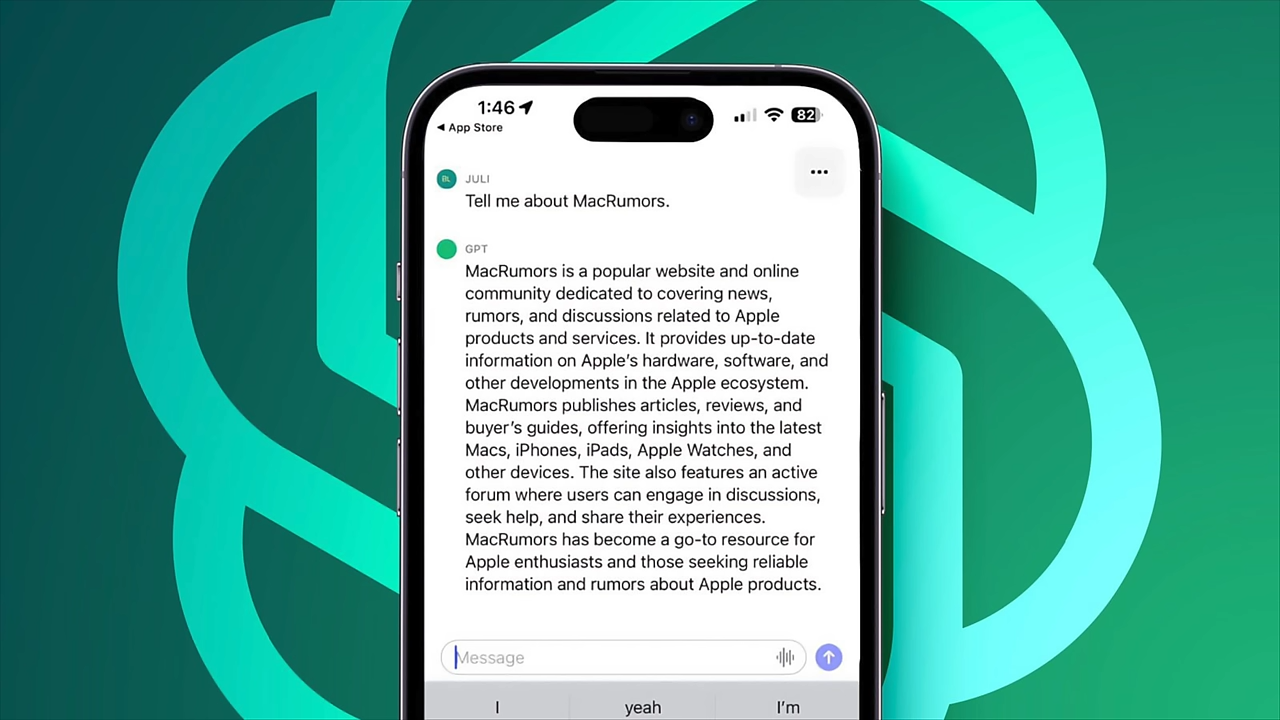 1:46
82
◀ App Store
BL
JULI
Tell me about MacRumors.
GPT
MacRumors is a popular website and online
community dedicated to covering news,
rumors, and discussions related to Apple
products and services. It provides up-to-date
information on Apple's hardware, software, and
other developments in the Apple ecosystem.
MacRumors publishes articles, reviews, and
buyer's guides, offering insights into the latest
Macs, iPhones, iPads, Apple Watches, and
other devices. The site also features an active
forum where users can engage in discussions,
seek help, and share their experiences.
MacRumors has become a go-to resource for
Apple enthusiasts and those seeking reliable
information and rumors about Apple products.
Message
I yeah I'm